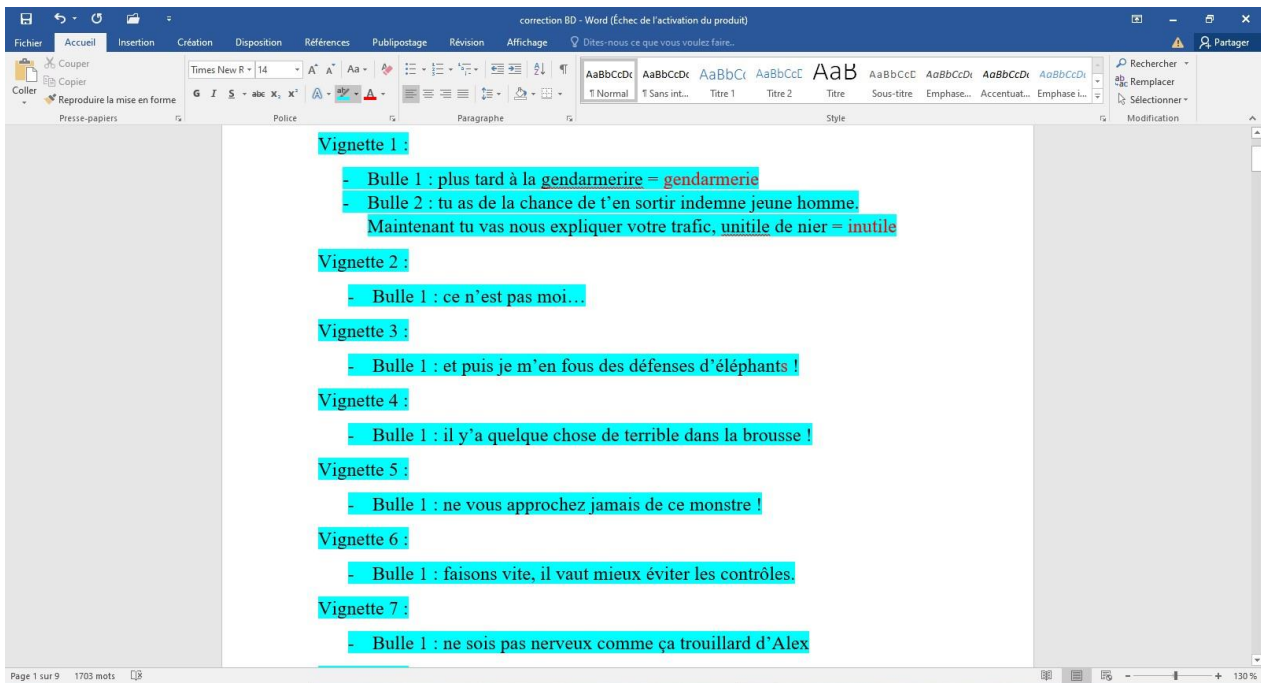 correction BD - Word (Échec de l'activation du produit)
Fichier Accueil Insertion Création Disposition Références Publipostage Révision Affichage Dites-nous ce que vous voulez faire... Partager
Coller
Couper
Copier
Reproduire la mise en forme
Presse-papiers
Times New R 14
G I S abc X₂ X²
Police
Paragraphe
AaBbCcDc AaBbCcDc AaBbC( AaBbCcE AaB AaBbCcD AaBbCcDc AaBbCcDc AaBbCcDc
¶ Normal ¶ Sans int... Titre 1 Titre 2 Titre Sous-titre Emphase... Accentuat... Emphase i...
Style
Rechercher
Remplacer
Sélectionner
Modification
Vignette 1 :
- Bulle 1 : plus tard à la gendarmerire = gendarmerie
- Bulle 2 : tu as de la chance de t'en sortir indemne jeune homme.
Maintenant tu vas nous expliquer votre trafic, unitile de nier = inutile
Vignette 2 :
- Bulle 1 : ce n'est pas moi…
Vignette 3 :
- Bulle 1 : et puis je m'en fous des défenses d'éléphants !
Vignette 4 :
- Bulle 1 : il y'a quelque chose de terrible dans la brousse !
Vignette 5 :
- Bulle 1 : ne vous approchez jamais de ce monstre !
Vignette 6 :
- Bulle 1 : faisons vite, il vaut mieux éviter les contrôles.
Vignette 7 :
- Bulle 1 : ne sois pas nerveux comme ça trouillard d'Alex
Page 1 sur 9 1703 mots 130 %